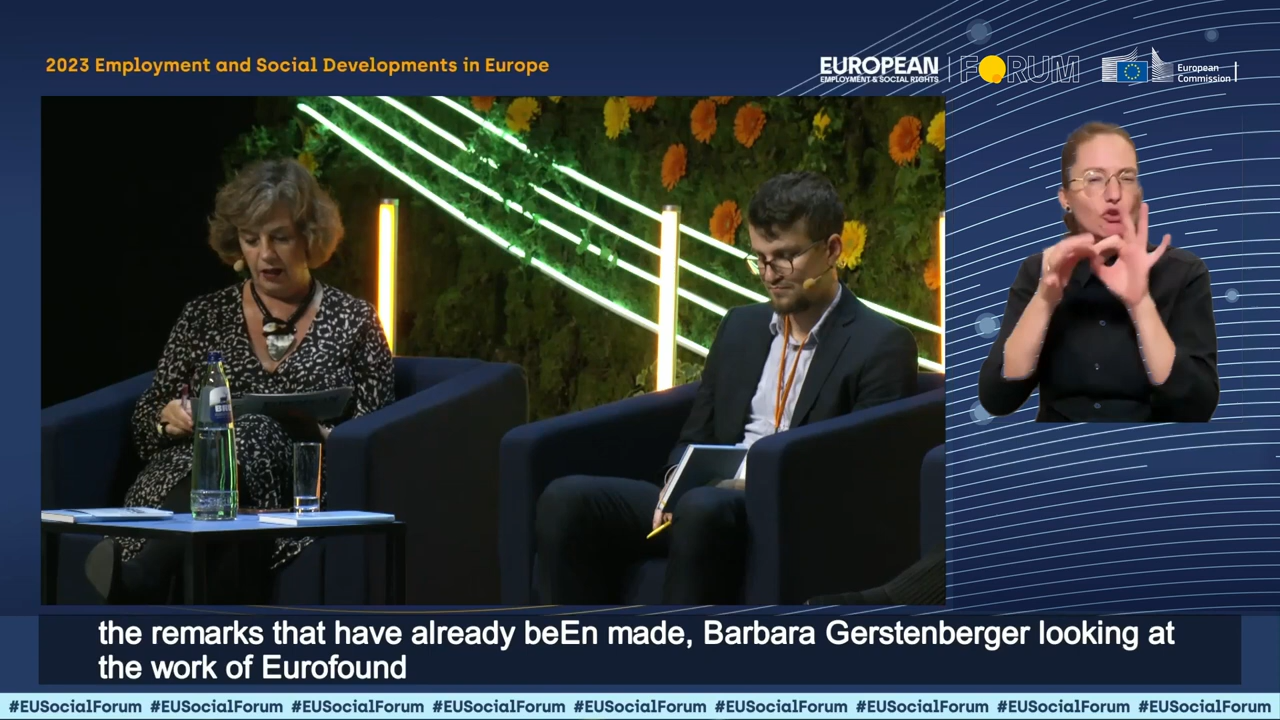 2023 Employment and Social Developments in Europe
EUROPEAN
EMPLOYMENT & SOCIAL RIGHTS
FORUM
European
Commission
the remarks that have already beEn made, Barbara Gerstenberger looking at
the work of Eurofound
#EUSocialForum #EUSocialForum #EUSocialForum #EUSocialForum #EUSocialForum #EUSocialForum #EUSocialForum #EUSocialForum #EUSocialForum